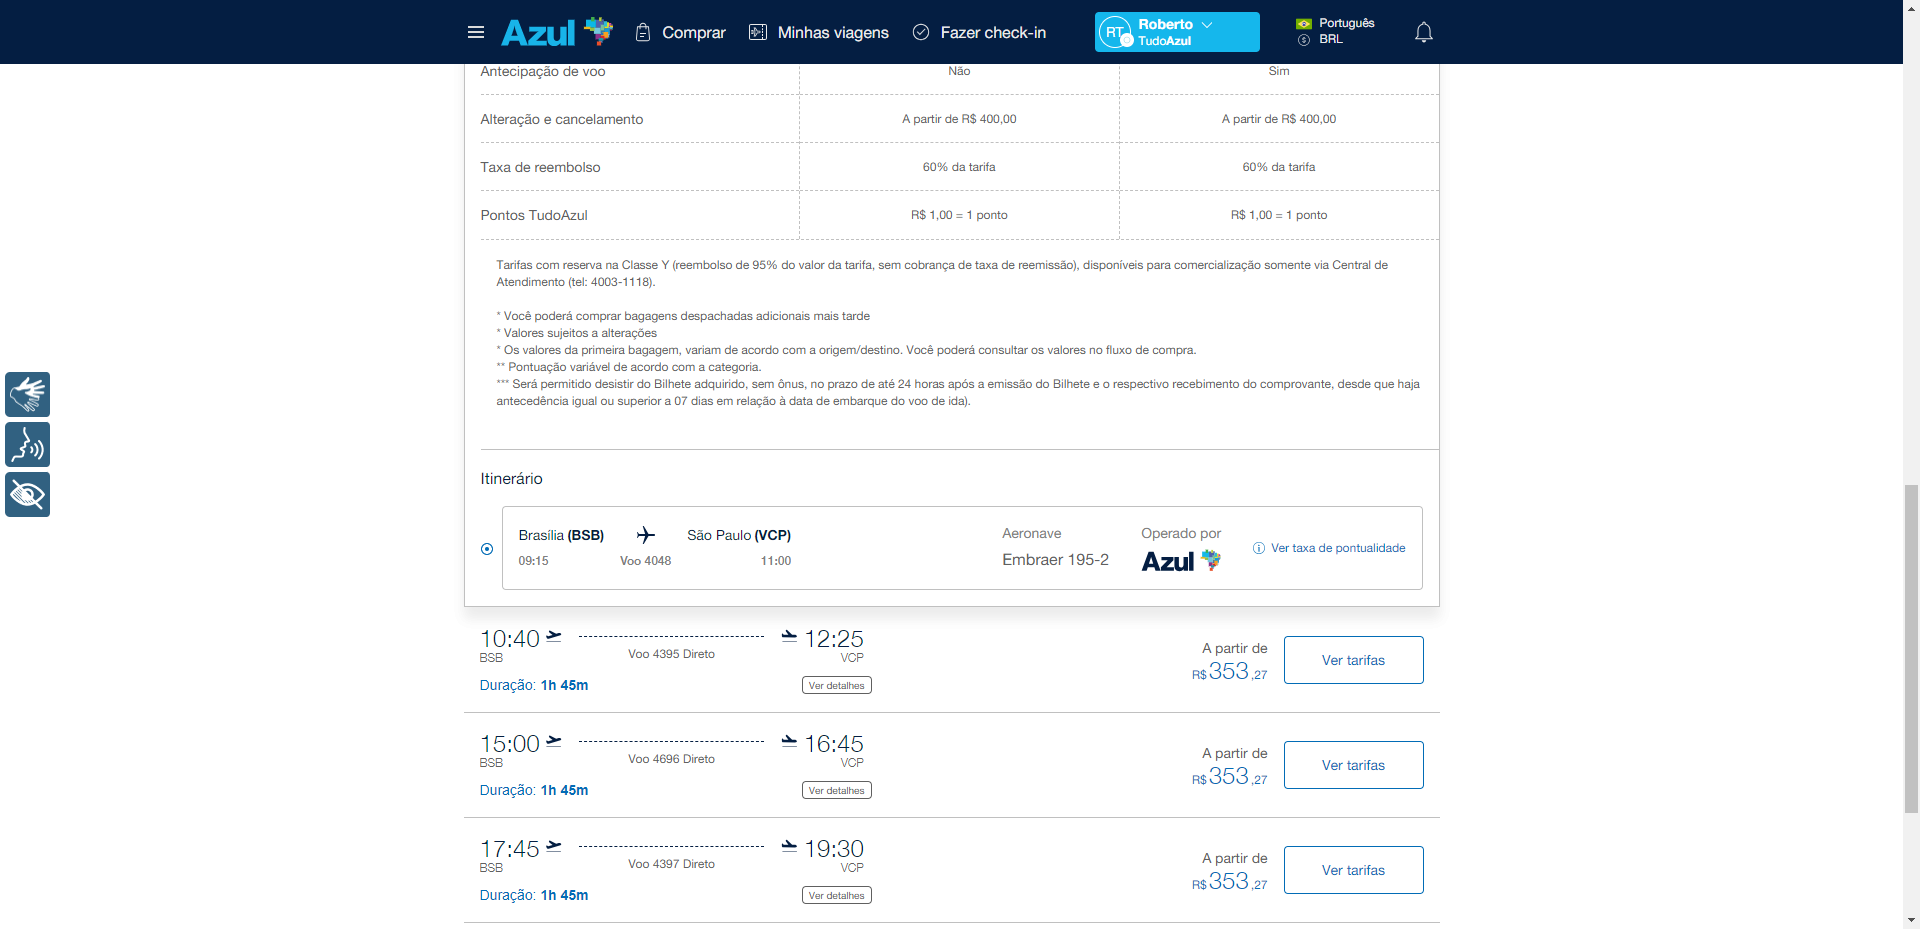 Azul
Comprar
Minhas viagens
Fazer check-in
RT
Roberto
TudoAzul
Português
BRL
Antecipação de voo Não Sim
Alteração e cancelamento A partir de R$ 400,00 A partir de R$ 400,00
Taxa de reembolso 60% da tarifa 60% da tarifa
Pontos TudoAzul R$ 1,00 = 1 ponto R$ 1,00 = 1 ponto
Tarifas com reserva na Classe Y (reembolso de 95% do valor da tarifa, sem cobrança de taxa de reemissão), disponíveis para comercialização somente via Central de
Atendimento (tel: 4003-1118).
* Você poderá comprar bagagens despachadas adicionais mais tarde
* Valores sujeitos a alterações
* Os valores da primeira bagagem, variam de acordo com a origem/destino. Você poderá consultar os valores no fluxo de compra.
** Pontuação variável de acordo com a categoria.
*** Será permitido desistir do Bilhete adquirido, sem ônus, no prazo de até 24 horas após a emissão do Bilhete e o respectivo recebimento do comprovante, desde que haja
antecedência igual ou superior a 07 dias em relação à data de embarque do voo de ida).
Itinerário
Brasília (BSB) São Paulo (VCP)
09:15 Voo 4048 11:00
Aeronave
Embraer 195-2
Operado por
Azul
Ver taxa de pontualidade
10:40 12:25
BSB Voo 4395 Direto VCP
Duração: 1h 45m Ver detalhes
A partir de
R$ 353,27
Ver tarifas
15:00 16:45
BSB Voo 4696 Direto VCP
Duração: 1h 45m Ver detalhes
A partir de
R$ 353,27
Ver tarifas
17:45 19:30
BSB Voo 4397 Direto VCP
Duração: 1h 45m Ver detalhes
A partir de
R$ 353,27
Ver tarifas